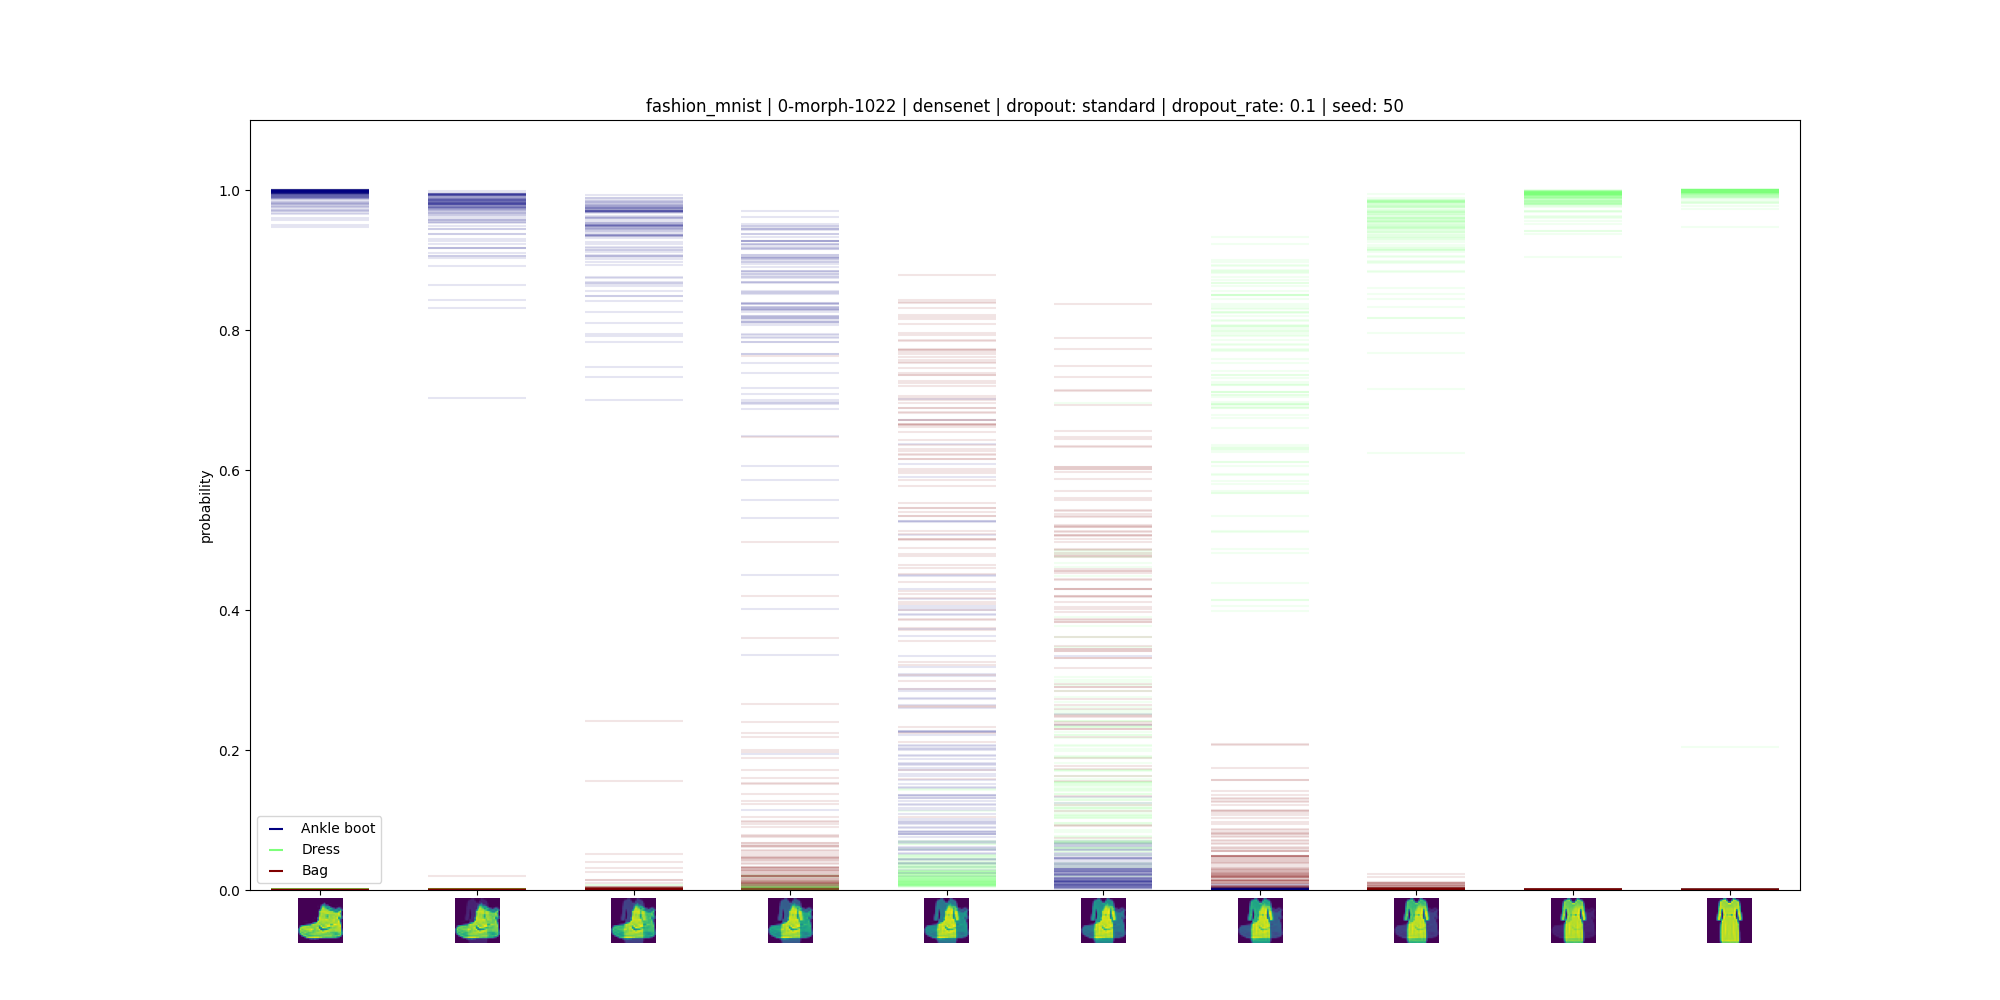 fashion_mnist | 0-morph-1022 | densenet | dropout: standard | dropout_rate: 0.1 | seed: 50
probability
1.0
0.8
0.6
0.4
0.2
0.0
Ankle boot
Dress
Bag